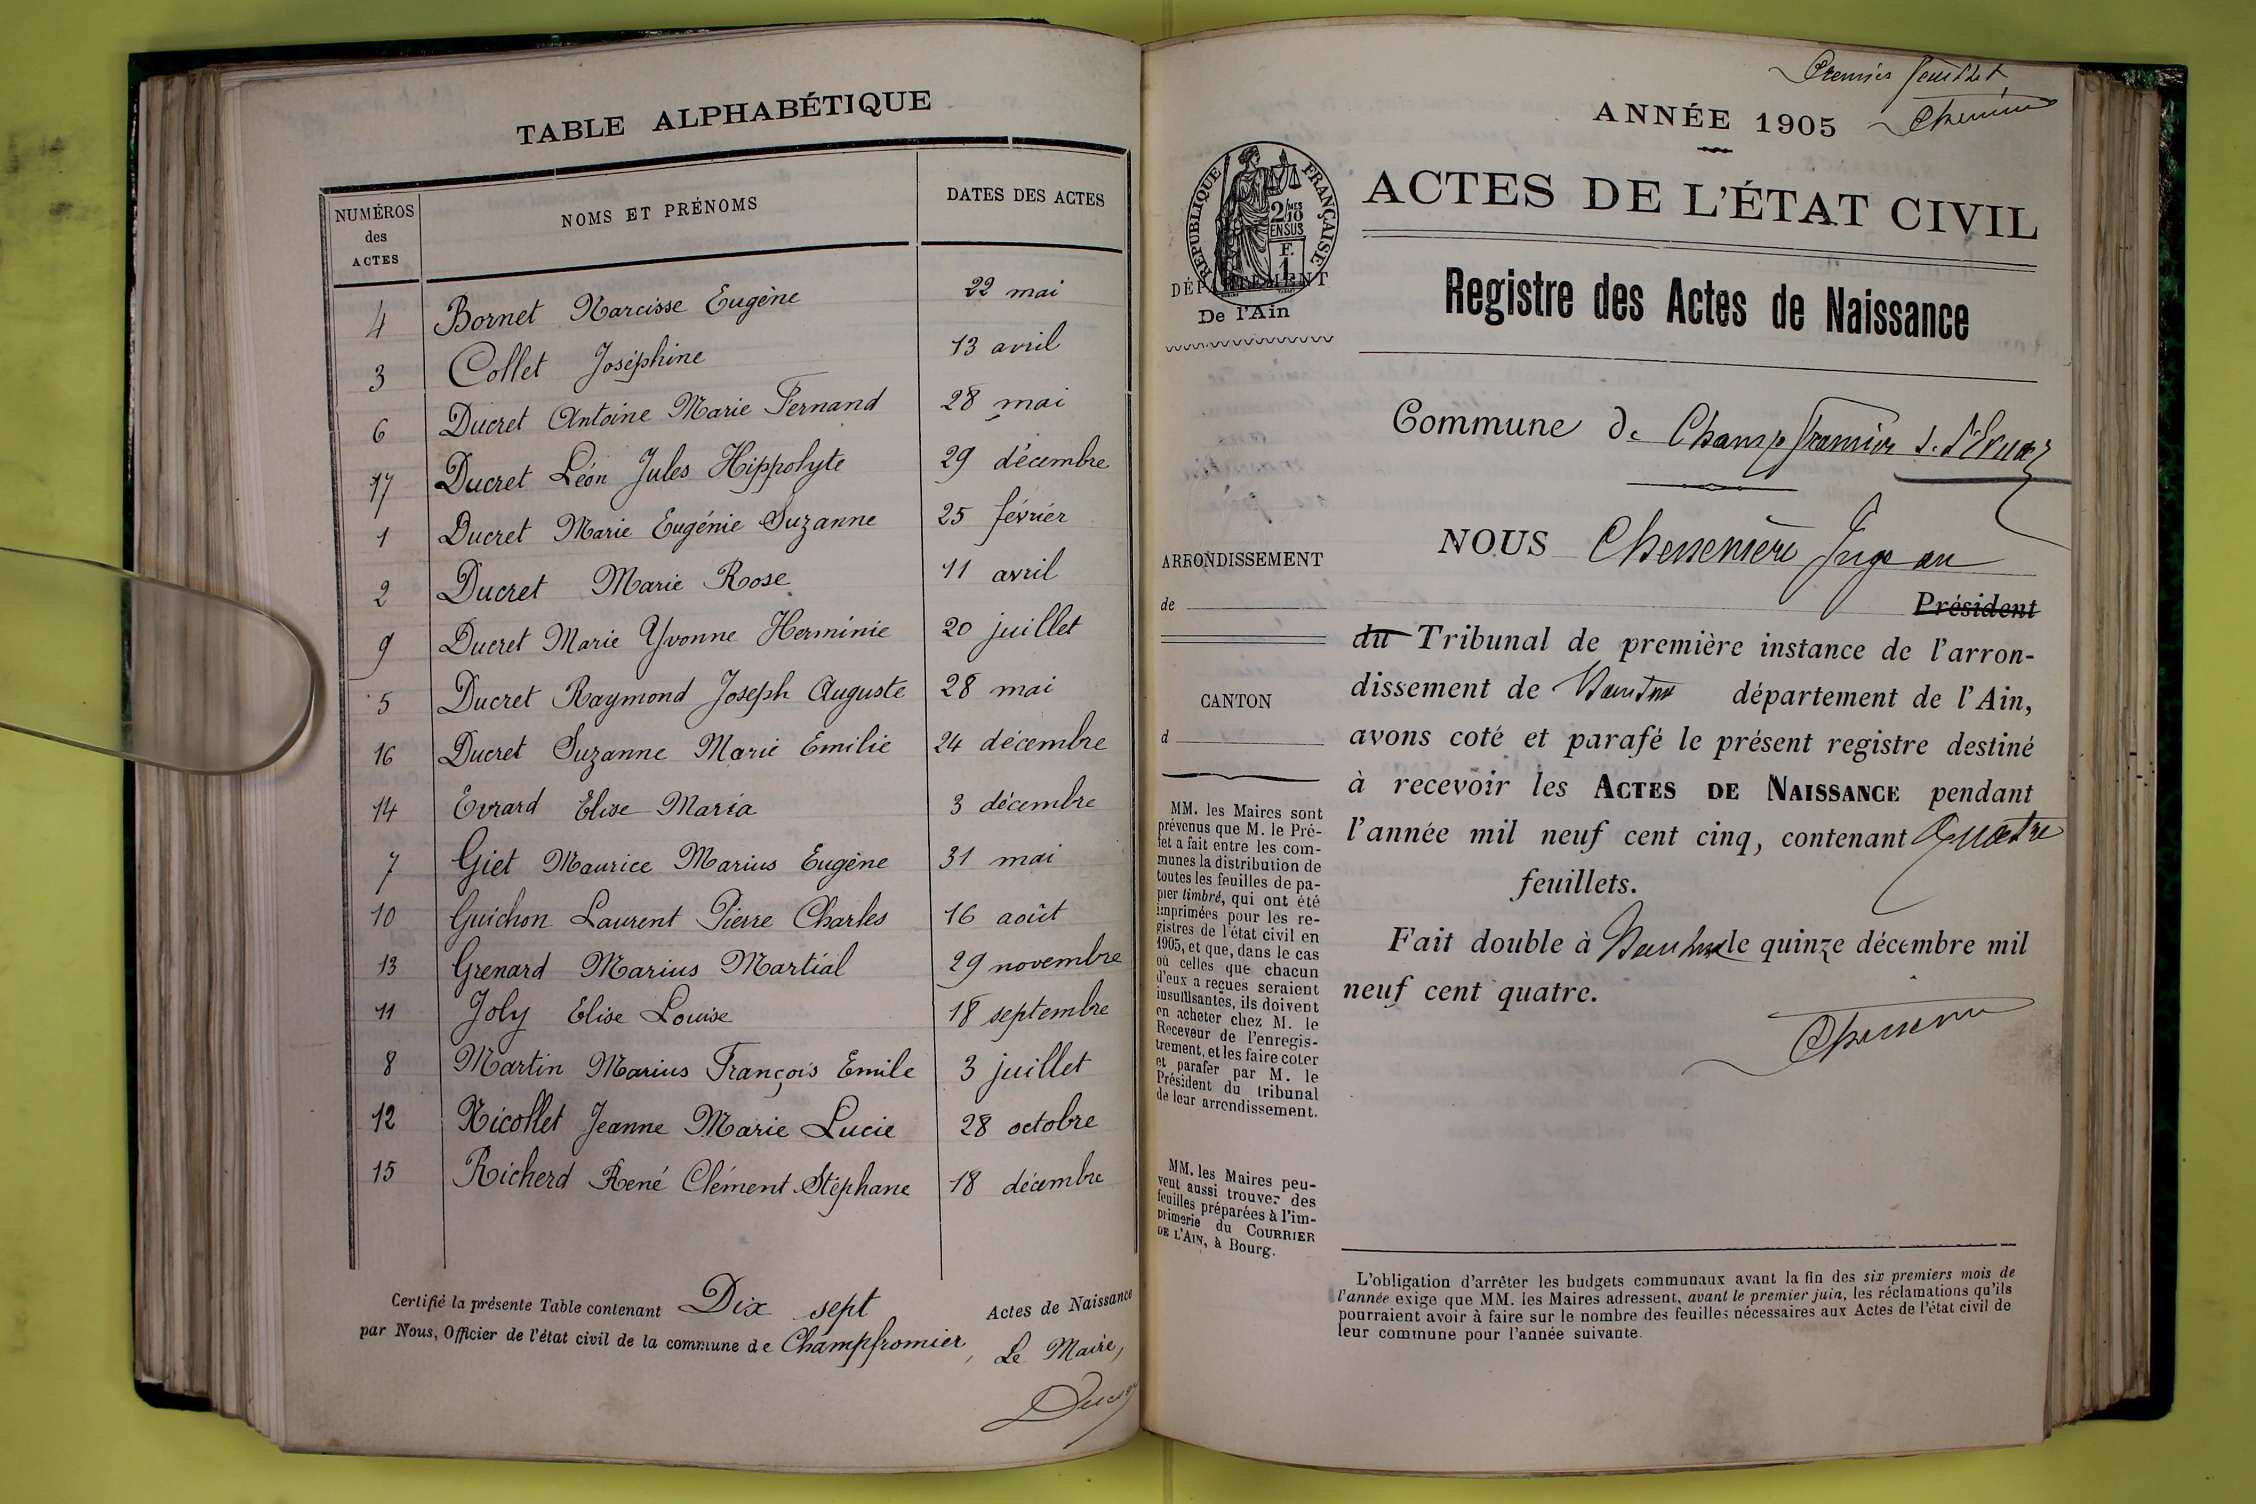 TABLE ALPHABÉTIQUE
NUMÉROS des ACTES NOMS ET PRÉNOMS DATES DES ACTES
4 Bornet Narcisse Eugène 22 mai
3 Collet Joséphine 13 avril
6 Ducret Antoine Marie Fernand 28 mai
17 Ducret Léon Jules Hippolyte 29 décembre
1 Ducret Marie Eugénie Suzanne 25 février
2 Ducret Marie Rose 11 avril
9 Ducret Marie Yvonne Herminie 20 juillet
5 Ducret Raymond Joseph Auguste 28 mai
16 Ducret Suzanne Marie Emilie 24 décembre
14 Evrard Elise Maria 3 décembre
7 Giet Maurice Marius Eugène 31 mai
10 Guichon Laurent Pierre Charles 16 août
13 Grenard Marius Martial 29 novembre
11 Joly Elise Louise 18 septembre
8 Martin Marius François Emile 3 juillet
12 Nicollet Jeanne Marie Lucie 28 octobre
15 Richerd René Clément Stéphane 18 décembre
Certifié la présente Table contenant Dix sept Actes de Naissance
par Nous, Officier de l'état civil de la commune de Champfromier,
Le Maire,
Premier feuillet
ANNÉE 1905
RÉPUBLIQUE FRANÇAISE
2/10 MES
EN SUS
F.
1
DÉPARTEMENT
De l'Ain
ACTES DE L'ÉTAT CIVIL
Registre des Actes de Naissance
Commune de Champfromier
ARRONDISSEMENT
de
CANTON
d
MM. les Maires sont
prévenus que M. le Pré-
fet a fait entre les com-
munes la distribution de
toutes les feuilles de pa-
pier timbré, qui ont été
imprimées pour les re-
gistres de l'état civil en
1905, et que, dans le cas
où celles que chacun
d'eux a reçues seraient
insuffisantes, ils doivent
en acheter chez M. le
Receveur de l'enregis-
trement, et les faire coter
et parafer par M. le
Président du tribunal
de leur arrondissement.
MM. les Maires peu-
vent aussi trouver des
feuilles préparées à l'im-
primerie du COURRIER
DE L'AIN, à Bourg.
NOUS Juge au
Président
du Tribunal de première instance de l'arron-
dissement de Nantua département de l'Ain,
avons coté et parafé le présent registre destiné
à recevoir les ACTES DE NAISSANCE pendant
l'année mil neuf cent cinq, contenant Quatre
feuillets.
Fait double à Nantua le quinze décembre mil
neuf cent quatre.
L'obligation d'arrêter les budgets communaux avant la fin des six premiers mois de
l'année exige que MM. les Maires adressent, avant le premier juin, les réclamations qu'ils
pourraient avoir à faire sur le nombre des feuilles nécessaires aux Actes de l'état civil de
leur commune pour l'année suivante.